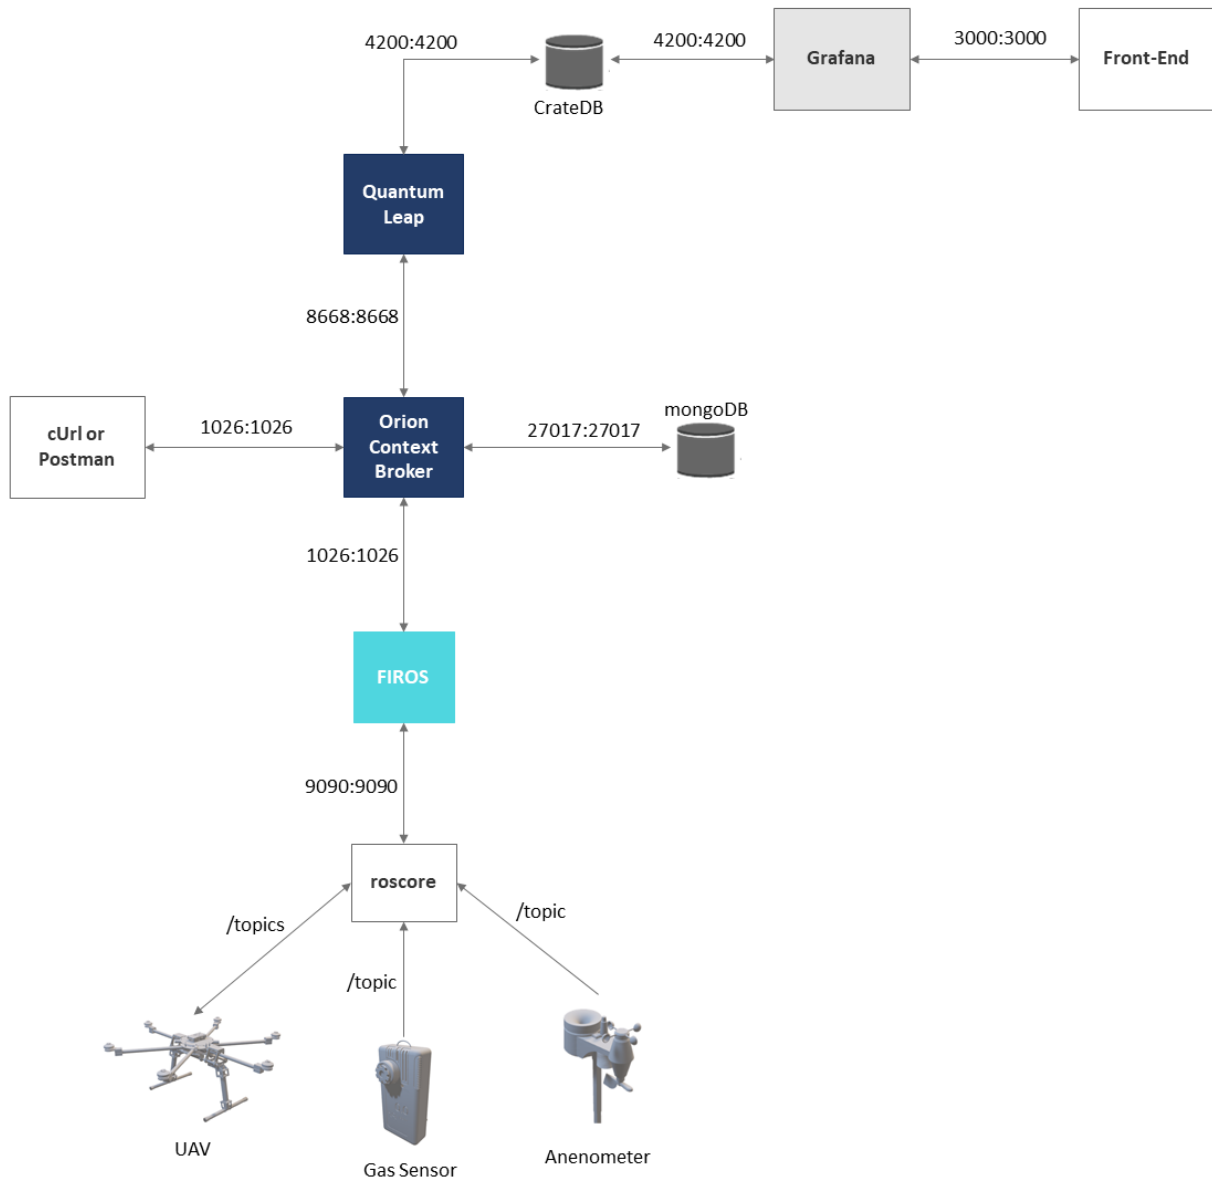 4200:4200
4200:4200
3000:3000
Grafana
Front-End
CrateDB
Quantum
Leap
8668:8668
mongoDB
cUrl or
Postman
1026:1026
Orion
Context
Broker
27017:27017
1026:1026
FIROS
9090:9090
roscore
/topics
/topic
/topic
UAV
Gas Sensor
Anenometer